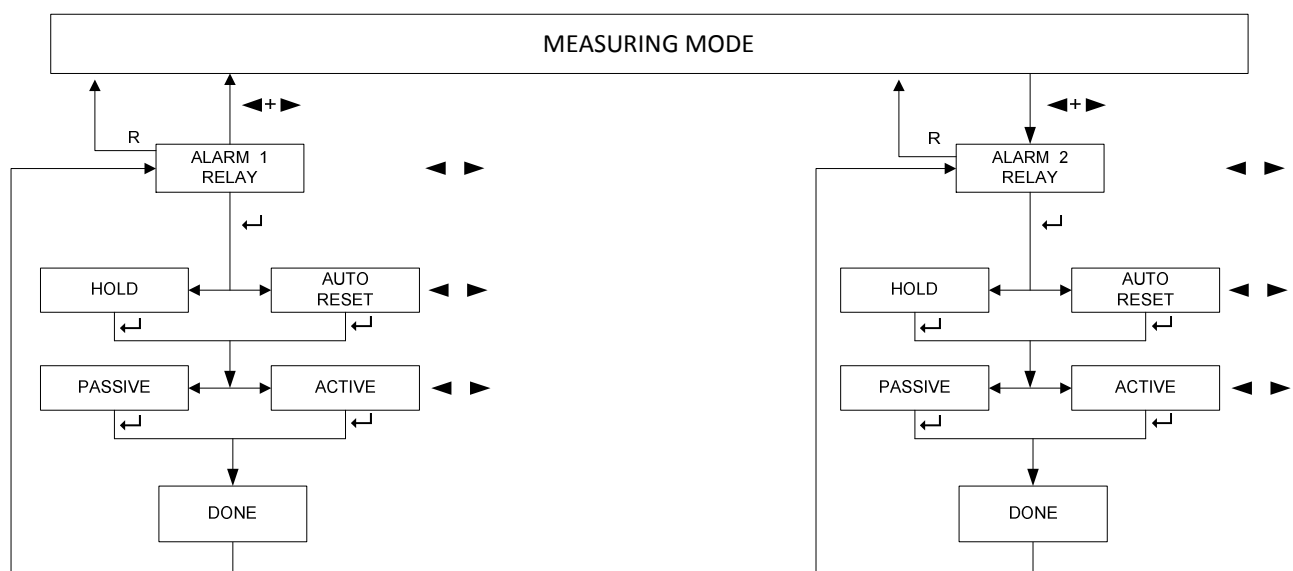 MEASURING MODE
R
ALARM 1
RELAY
HOLD
AUTO
RESET
PASSIVE
ACTIVE
DONE
R
ALARM 2
RELAY
HOLD
AUTO
RESET
PASSIVE
ACTIVE
DONE